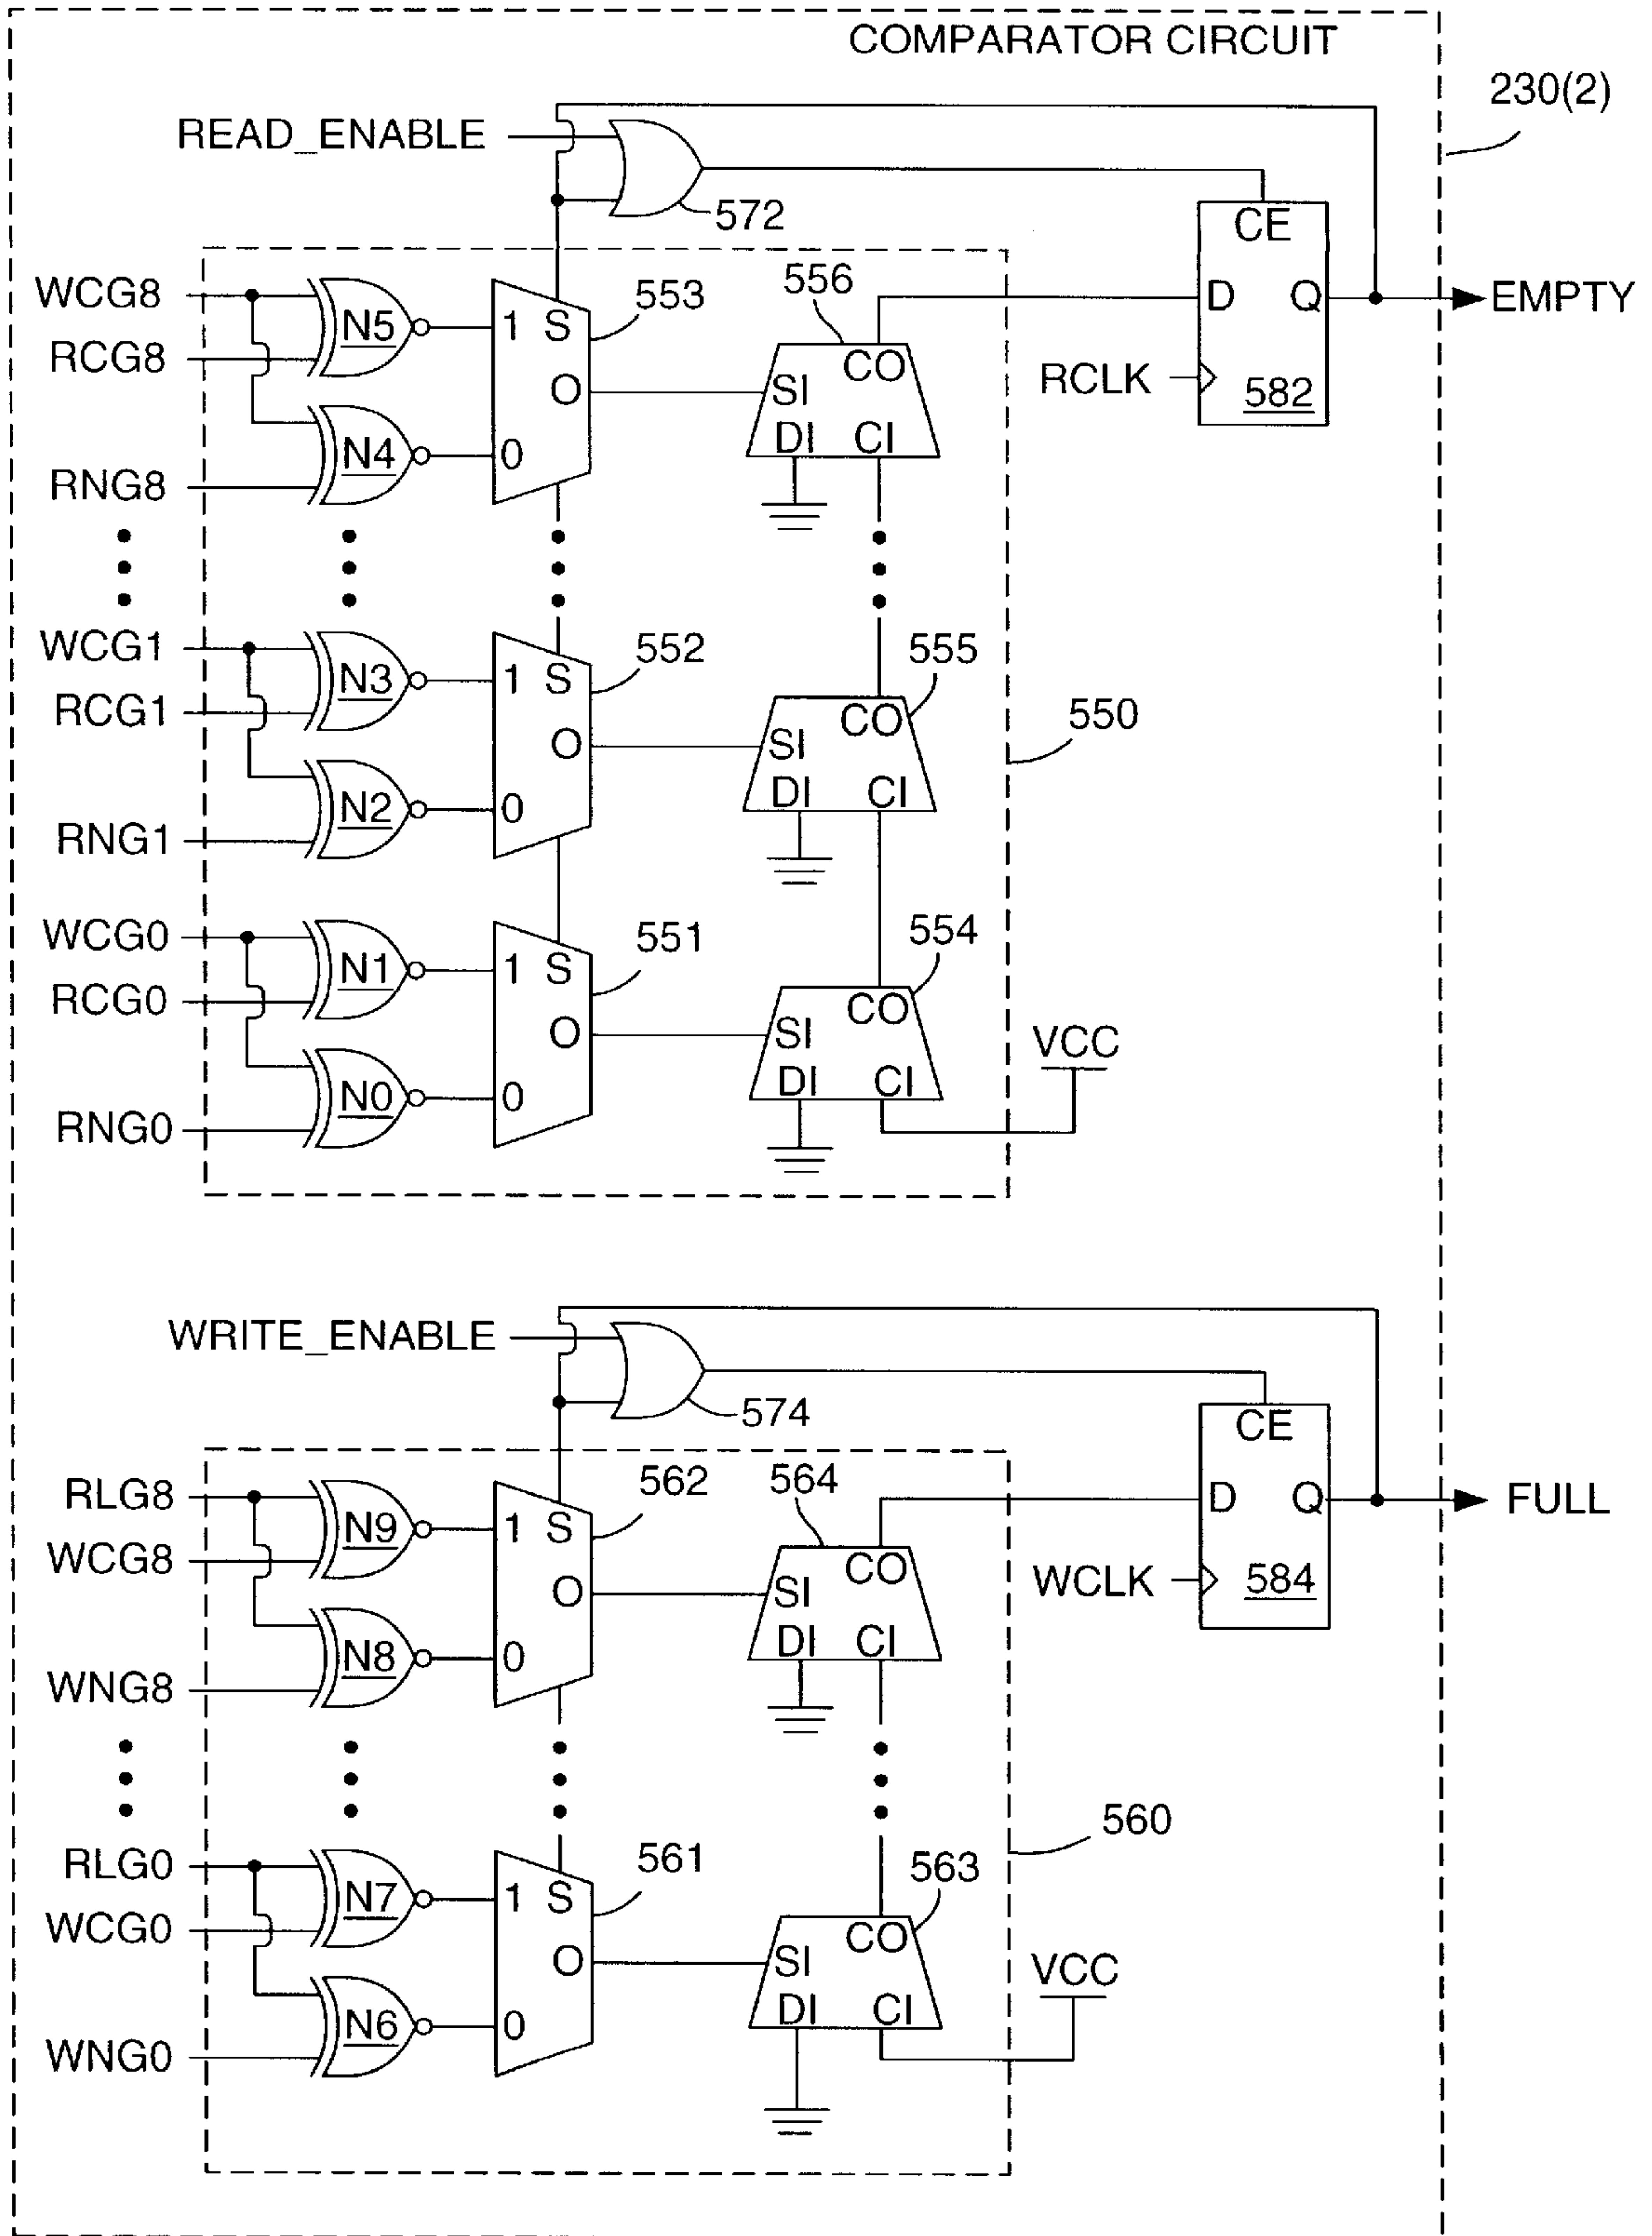 COMPARATOR CIRCUIT
230(2)
READ_ENABLE
572
CE
D Q
RCLK
582
EMPTY
WCG8
RCG8
RNG8
N5
N4
1 S
O
0
553
556
CO
SI
DI CI
WCG1
RCG1
RNG1
N3
N2
1 S
O
0
552
555
CO
SI
DI CI
550
WCG0
RCG0
RNG0
N1
N0
1 S
O
0
551
554
CO
SI
DI CI
VCC
WRITE_ENABLE
574
CE
D Q
WCLK
584
FULL
RLG8
WCG8
WNG8
N9
N8
1 S
O
0
562
564
CO
SI
DI CI
560
RLG0
WCG0
WNG0
N7
N6
1 S
O
0
561
563
CO
SI
DI CI
VCC